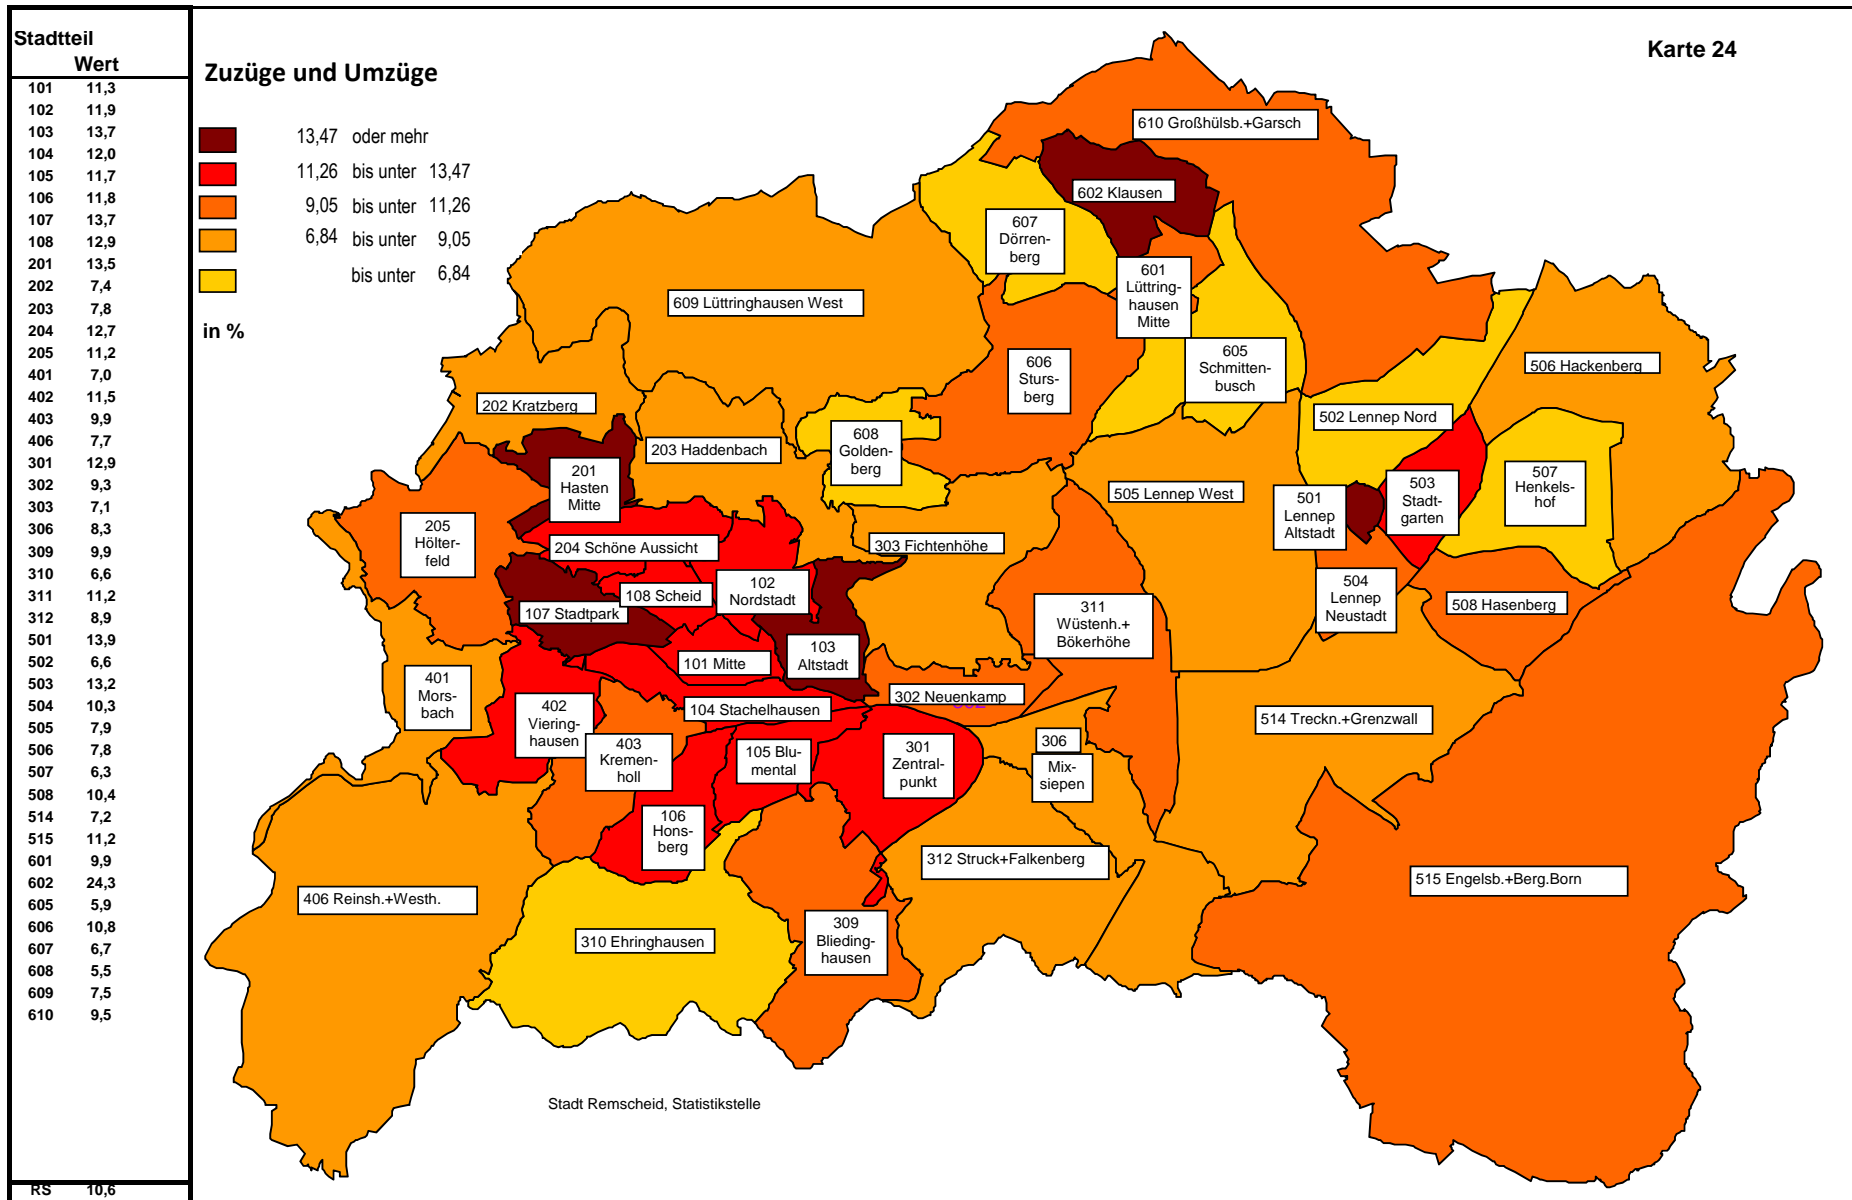 Stadtteil
Wert
101 11,3
102 11,9
103 13,7
104 12,0
105 11,7
106 11,8
107 13,7
108 12,9
201 13,5
202 7,4
203 7,8
204 12,7
205 11,2
401 7,0
402 11,5
403 9,9
406 7,7
301 12,9
302 9,3
303 7,1
306 8,3
309 9,9
310 6,6
311 11,2
312 8,9
501 13,9
502 6,6
503 13,2
504 10,3
505 7,9
506 7,8
507 6,3
508 10,4
514 7,2
515 11,2
601 9,9
602 24,3
605 5,9
606 10,8
607 6,7
608 5,5
609 7,5
610 9,5
RS 10,6
Zuzüge und Umzüge
13,47 oder mehr
11,26 bis unter 13,47
9,05 bis unter 11,26
6,84 bis unter 9,05
bis unter 6,84
in %
Karte 24
610 Großhülsb.+Garsch
602 Klausen
607
Dörren-
berg
601
Lüttring-
hausen
Mitte
609 Lüttringhausen West
605
Schmitten-
busch
606
Sturs-
berg
506 Hackenberg
202 Kratzberg
502 Lennep Nord
608
Golden-
berg
203 Haddenbach
201
Hasten
Mitte
507
Henkels-
hof
503
Stadt-
garten
505 Lennep West
501
Lennep
Altstadt
205
Hölter-
feld
204 Schöne Aussicht
303 Fichtenhöhe
102
Nordstadt
108 Scheid
107 Stadtpark
504
Lennep
Neustadt
508 Hasenberg
311
Wüstenh.+
Bökerhöhe
103
Altstadt
101 Mitte
401
Mors-
bach
302 Neuenkamp
402
Viering-
hausen
104 Stachelhausen
514 Treckn.+Grenzwall
403
Kremen-
holl
105 Blu-
mental
301
Zentral-
punkt
306
Mix-
siepen
106
Hons-
berg
312 Struck+Falkenberg
515 Engelsb.+Berg.Born
406 Reinsh.+Westh.
310 Ehringhausen
309
Blieding-
hausen
Stadt Remscheid, Statistikstelle